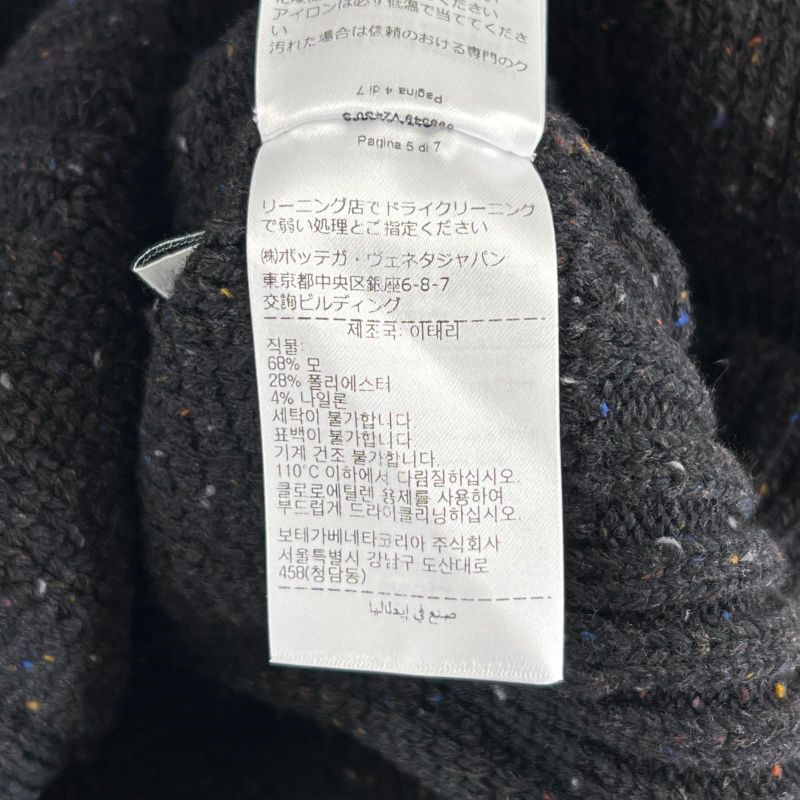 アイロンは必ず低温で当ててくださ
い
汚れた場合は信頼のおける専門のク
Pagina 4 di 7
Pagina 5 di 7
リーニング店でドライクリーニング
で弱い処理とご指定ください
㈱ボッテガ・ヴェネタジャパン
東京都中央区銀座6-8-7
交詢ビルディング
제조국: 이태리
직물:
68% 모
28% 폴리에스터
4% 나일론
세탁이 불가합니다
표백이 불가합니다.
기계 건조 불가합니다.
110°C 이하에서 다림질하십시오.
클로로에틸렌 용제를 사용하여
부드럽게 드라이클리닝하십시오.
보테가베네타코리아 주식회사
서울특별시 강남구 도산대로
458(청담동)
صنع في إيطاليا